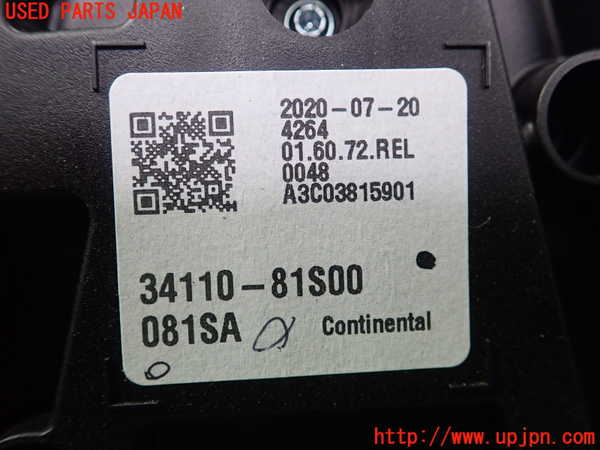 USED PARTS JAPAN
2020-07-20
4264
01.60.72.REL
0048
A3C03815901
34110-81S00
081SA
Continental
http://www.upjpn.com/